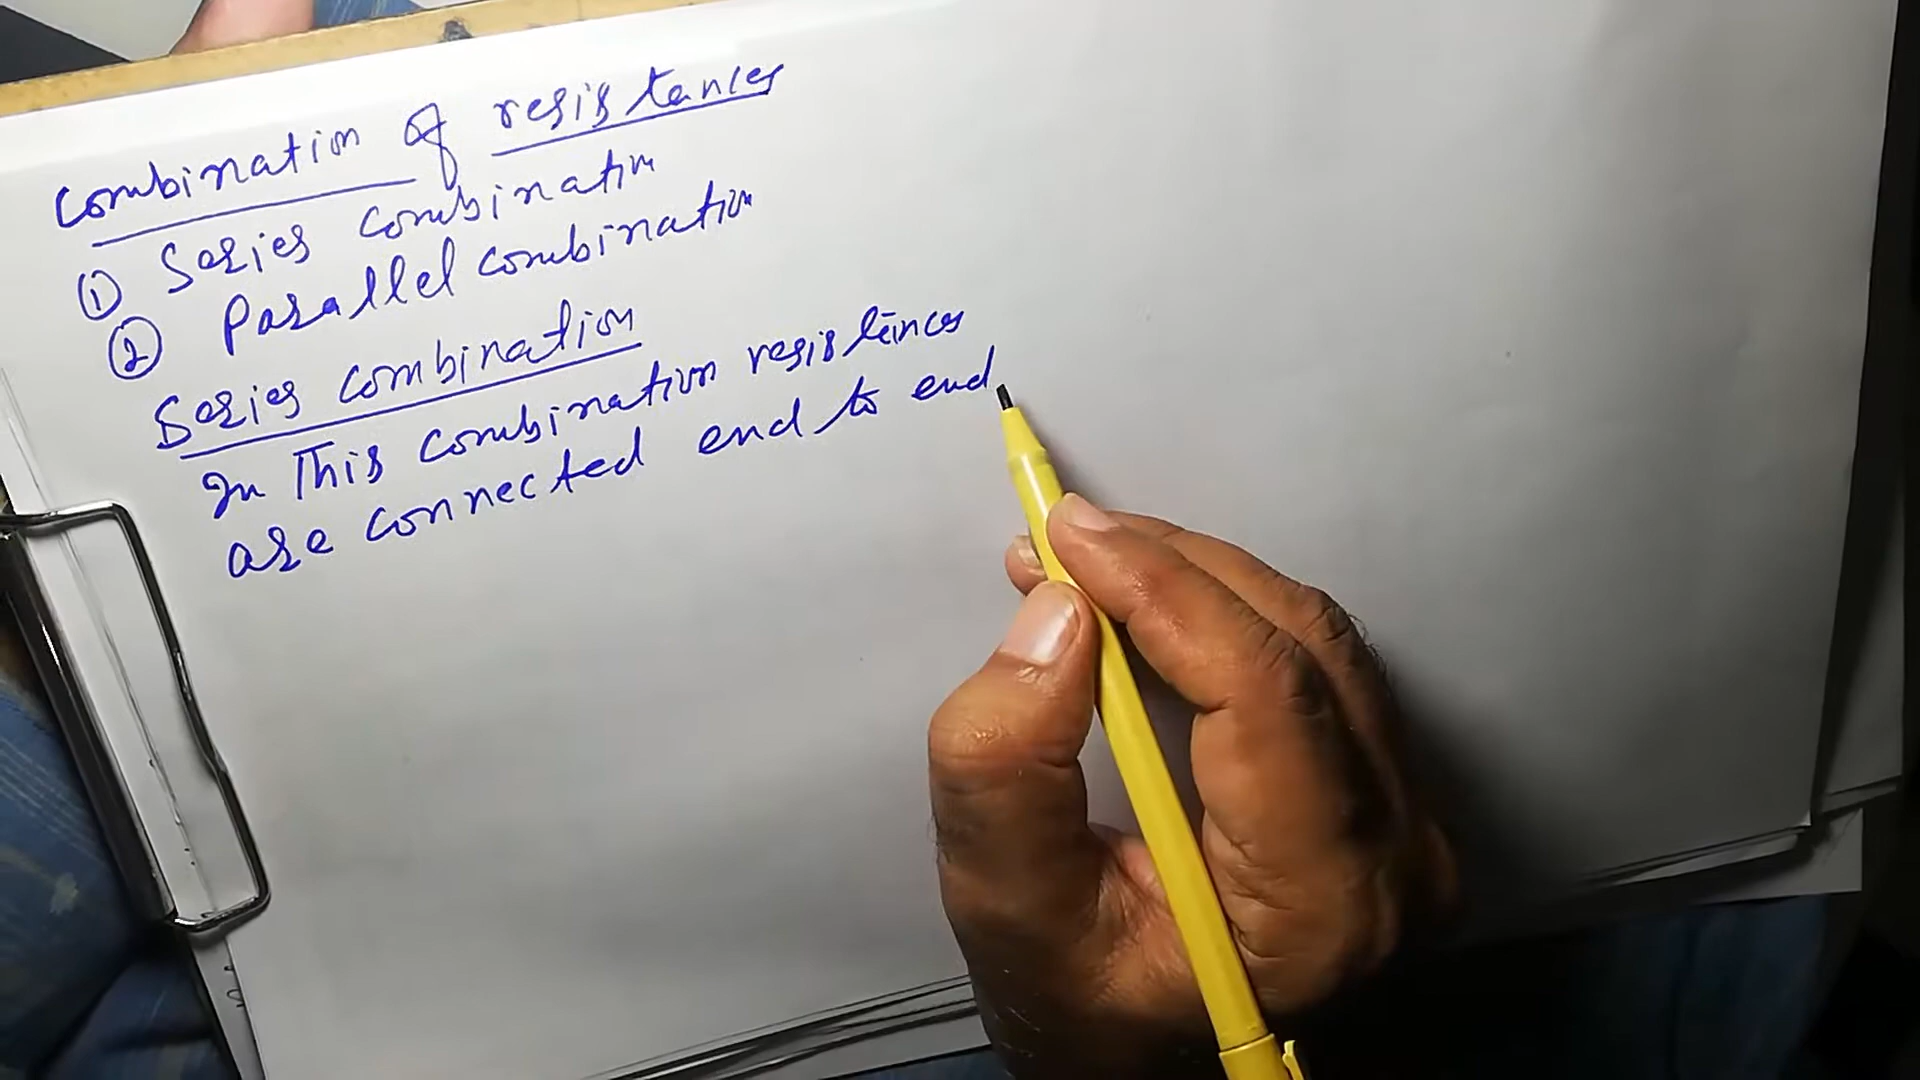 Combination of resistances
① Series combination
② Parallel combination
Series combination
In This combination resistances
are connected end to end